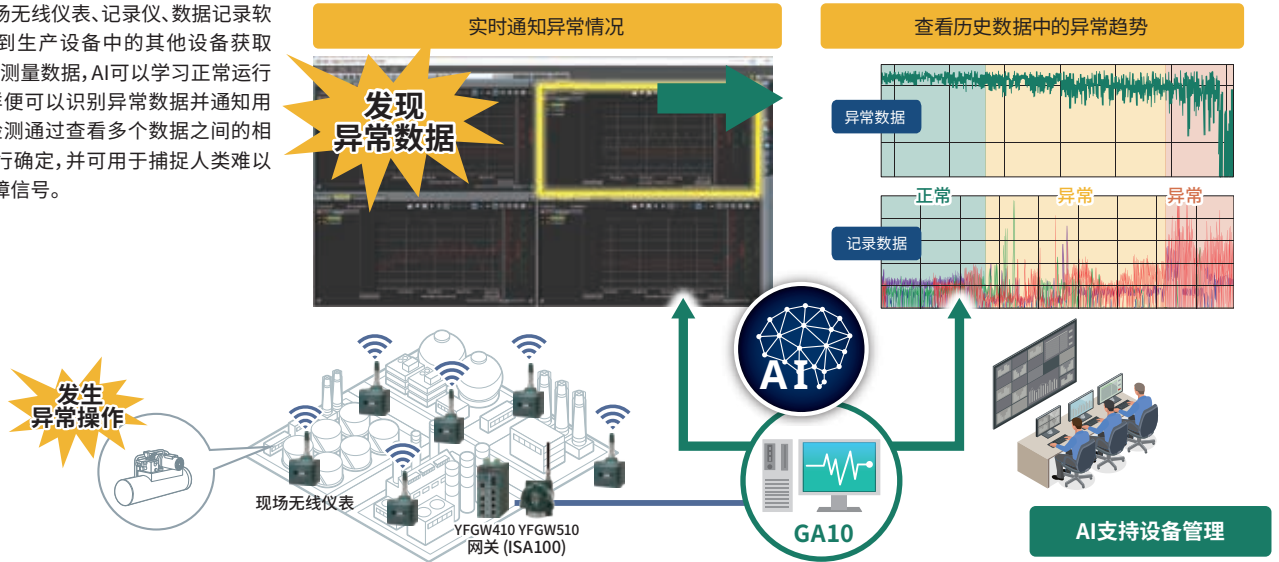 场无线仪表、记录仪、数据记录软
到生产设备中的其他设备获取
测量数据，AI可以学习正常运行
便可以识别异常数据并通知用
检测通过查看多个数据之间的相
行确定，并可用于捕捉人类难以
障信号。
实时通知异常情况
查看历史数据中的异常趋势
发现
异常数据
异常数据
正常
异常
异常
记录数据
AI
发生
异常操作
现场无线仪表
YFGW410 YFGW510
网关 (ISA100)
GA10
AI支持设备管理